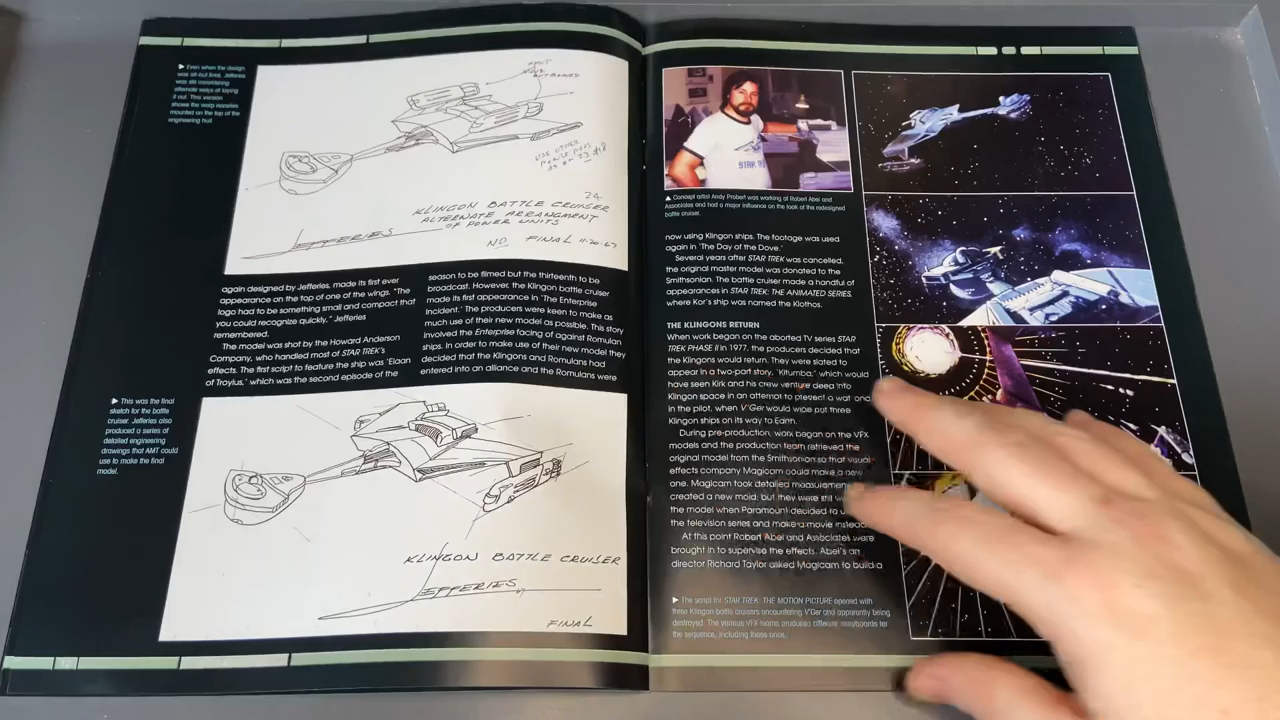 ▶ Even when the design
was all-but final, Jefferies
was still considering
alternate ways of laying
it out. This version
shows the warp nacelles
mounted on the top of the
engineering hull
KLINGON BATTLE CRUISER
ALTERNATE ARRANGMENT
OF POWER UNITS
JEFFERIES
NO FINAL 11·20·67
again designed by Jefferies, made its first ever
appearance on the top of one of the wings. "The
logo had to be something small and compact that
you could recognize quickly," Jefferies
remembered.
The model was shot by the Howard Anderson
Company, who handled most of STAR TREK'S
effects. The first script to feature the ship was 'Elaan
of Troyius,' which was the second episode of the
season to be filmed but the thirteenth to be
broadcast. However, the Klingon battle cruiser
made its first appearance in 'The Enterprise
Incident.' The producers were keen to make as
much use of their new model as possible. This story
involved the Enterprise facing of against Romulan
ships. In order to make use of their new model they
decided that the Klingons and Romulans had
entered into an alliance and the Romulans were
▶ This was the final
sketch for the battle
cruiser. Jefferies also
produced a series of
detailed engineering
drawings that AMT could
use to make the final
model.
KLINGON BATTLE CRUISER
JEFFERIES
FINAL
STAR
▲ Concept artist Andy Probert was working at Robert Abel and
Associates and had a major influence on the look of the redesigned
battle cruiser.
now using Klingon ships. The footage was used
again in 'The Day of the Dove.'
Several years after STAR TREK was cancelled,
the original master model was donated to the
Smithsonian. The battle cruiser made a handful of
appearances in STAR TREK: THE ANIMATED SERIES,
where Kor's ship was named the Klothos.
THE KLINGONS RETURN
When work began on the aborted TV series STAR
TREK PHASE II in 1977, the producers decided that
the Klingons would return. They were slated to
appear in a two-part story, 'Kitumba,' which would
have seen Kirk and his crew venture deep into
Klingon space in an attempt to prevent a war and
in the pilot, when V'Ger would wipe out three
Klingon ships on its way to Earth.
During pre-production, work began on the VFX
models and the production team retrieved the
original model from the Smithsonian so that visual
effects company Magicam could make a new
one. Magicam took detailed measurements
created a new mold; but they were still
the model when Paramount decided to
the television series and make a movie instead.
At this point Robert Abel and Associates were
brought in to supervise the effects. Abel's art
director Richard Taylor asked Magicam to build a
▶ The script for STAR TREK: THE MOTION PICTURE opened with
three Klingon battle cruisers encountering V'Ger and apparently being
destroyed. The various VFX teams produced different storyboards for
the sequence, including these ones.